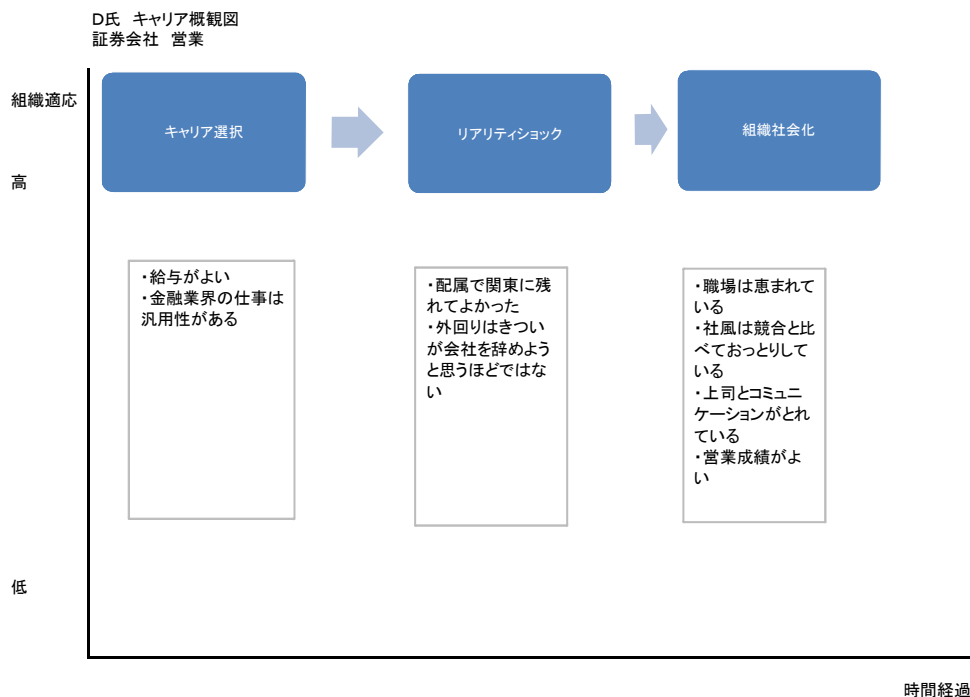 D氏 キャリア概観図
証券会社 営業
組織適応
高
低
キャリア選択
リアリティショック
組織社会化
・給与がよい
・金融業界の仕事は
汎用性がある
・配属で関東に残
れてよかった
・外回りはきつい
が会社を辞めよう
と思うほどではな
い
・職場は恵まれて
いる
・社風は競合と比
べておっとりして
いる
・上司とコミュニ
ケーションがとれ
ている
・営業成績がよ
い
時間経過